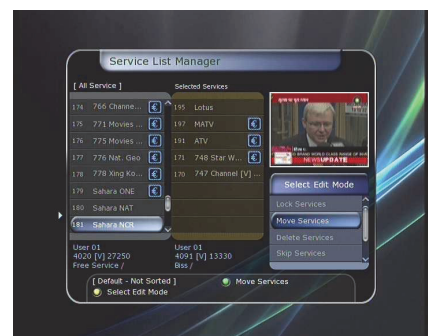 Service List Manager
[ All Service ]
174 766 Channe... €
175 771 Movies ... €
176 775 Movies ... €
177 776 Nat. Geo €
178 778 Xing Ko... €
179 Sahara ONE €
180 Sahara NAT
181 Sahara NCR
User 01
4020 [V] 27250
Free Service /
Selected Services
195 Lotus
197 MATV €
191 ATV €
171 748 Star W... €
170 747 Channel [V] ...
User 01
4091 [V] 13330
Biss /
NEWSUPDATE
Select Edit Mode
Lock Services
Move Services
Delete Services
Skip Services
[ Default - Not Sorted ]
Move Services
Select Edit Mode